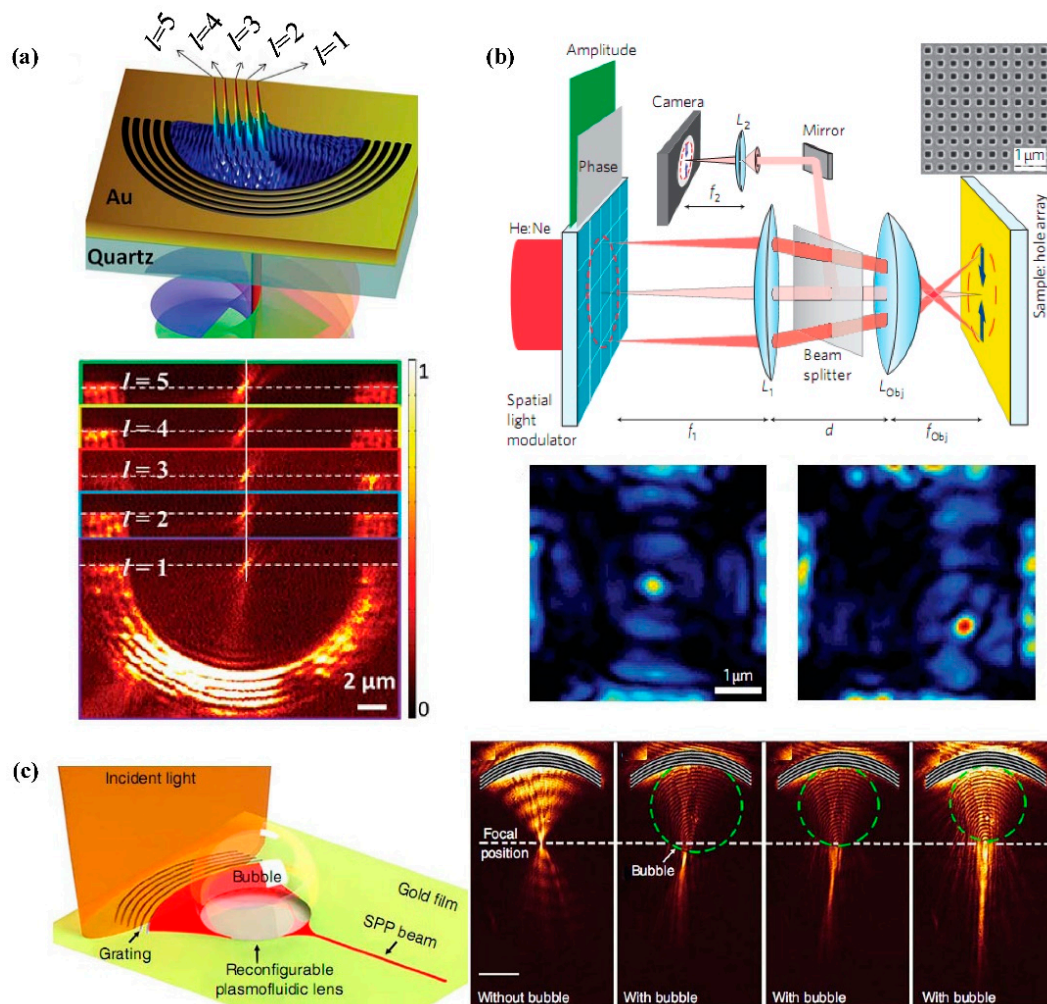 (a)
l=5
l=4
l=3
l=2
l=1
Au
Quartz
l = 5
l = 4
l = 3
l = 2
l = 1
2 μm
1
0
(b)
Amplitude
Phase
Camera
L2
Mirror
f2
He:Ne
1 μm
Sample: hole array
Spatial
light
modulator
L1
Beam
splitter
LObj
f1
d
fObj
1 μm
(c)
Incident light
Bubble
Gold film
SPP
beam
Grating
Reconfigurable
plasmofluidic lens
Focal
position
Bubble
Without bubble
With bubble
With bubble
With bubble